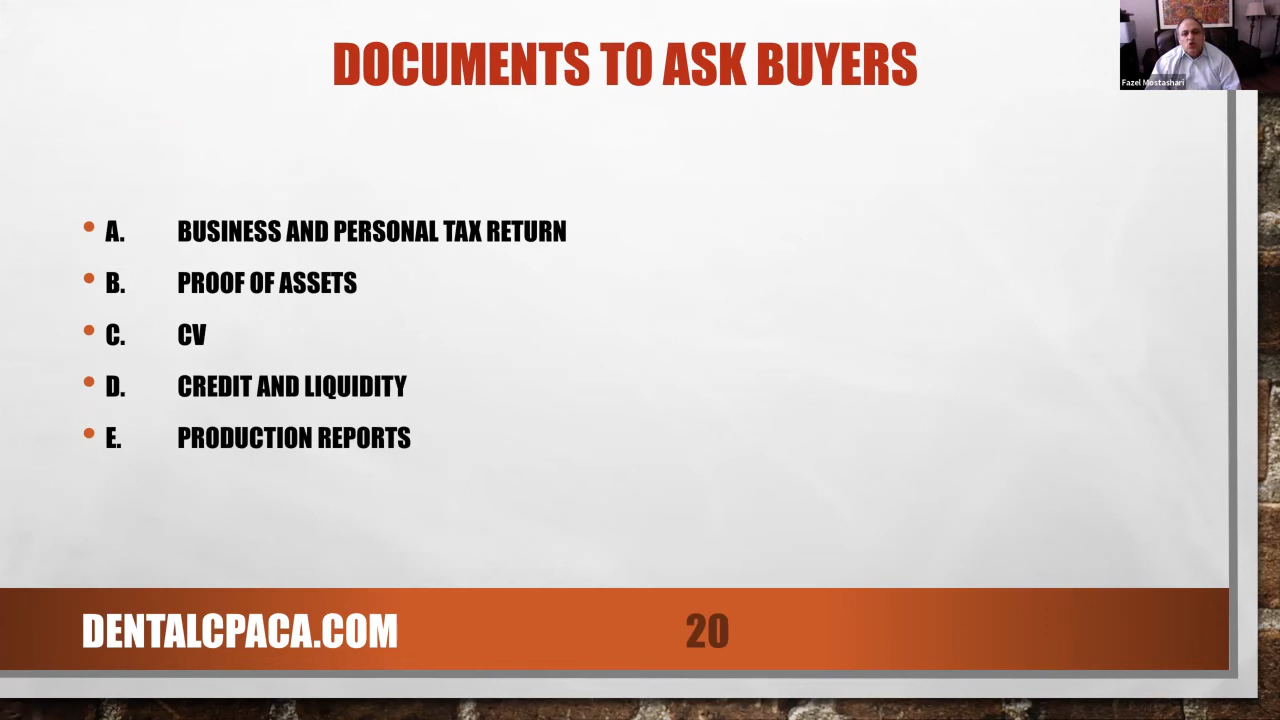 DOCUMENTS TO ASK BUYERS
Fazel Mostashari
• A. BUSINESS AND PERSONAL TAX RETURN
• B. PROOF OF ASSETS
• C. CV
• D. CREDIT AND LIQUIDITY
• E. PRODUCTION REPORTS
DENTALCPACA.COM 20